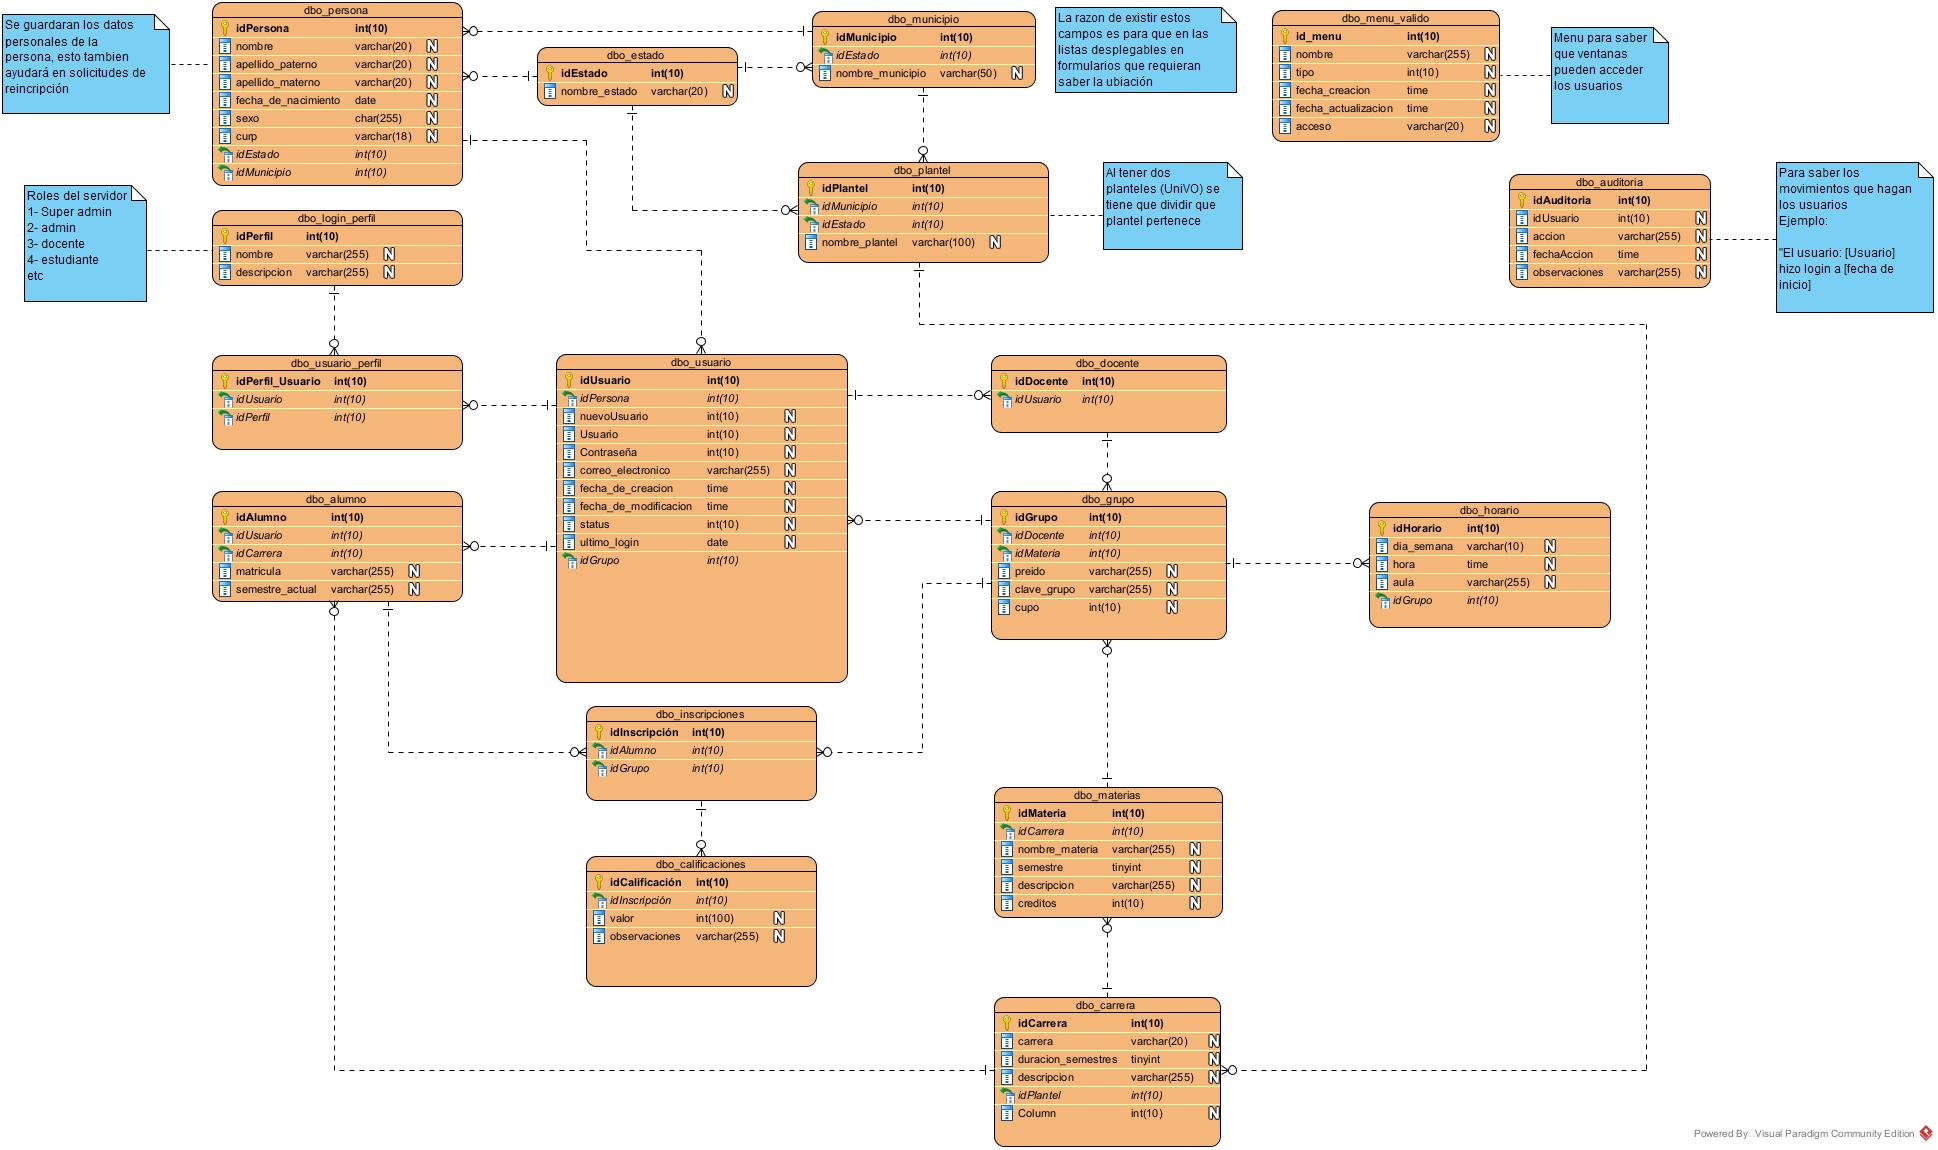 Se guardaran los datos
personales de la
persona, esto tambien
ayudará en solicitudes de
reincripción
dbo_persona
idPersona int(10)
nombre varchar(20) N
apellido_paterno varchar(20) N
apellido_materno varchar(20) N
fecha_de_nacimiento date N
sexo char(255) N
curp varchar(18) N
idEstado int(10)
idMunicipio int(10)
dbo_estado
idEstado int(10)
nombre_estado varchar(20) N
dbo_municipio
idMunicipio int(10)
idEstado int(10)
nombre_municipio varchar(50) N
La razon de existir estos
campos es para que en las
listas desplegables en
formularios que requieran
saber la ubiación
dbo_menu_valido
id_menu int(10)
nombre varchar(255) N
tipo int(10) N
fecha_creacion time N
fecha_actualizacion time N
acceso varchar(20) N
Menu para saber
que ventanas
pueden acceder
los usuarios
Roles del servidor
1- Super admin
2- admin
3- docente
4- estudiante
etc
dbo_login_perfil
idPerfil int(10)
nombre varchar(255) N
descripcion varchar(255) N
dbo_plantel
idPlantel int(10)
idMunicipio int(10)
idEstado int(10)
nombre_plantel varchar(100) N
Al tener dos
planteles (UniVO) se
tiene que dividir que
plantel pertenece
dbo_auditoria
idAuditoria int(10)
idUsuario int(10) N
accion varchar(255) N
fechaAccion time N
observaciones varchar(255) N
Para saber los
movimientos que hagan
los usuarios
Ejemplo:
"El usuario: [Usuario]
hizo login a [fecha de
inicio]
dbo_usuario_perfil
idPerfil_Usuario int(10)
idUsuario int(10)
idPerfil int(10)
dbo_usuario
idUsuario int(10)
idPersona int(10)
nuevoUsuario int(10) N
Usuario int(10) N
Contraseña int(10) N
correo_electronico varchar(255) N
fecha_de_creacion time N
fecha_de_modificacion time N
status int(10) N
ultimo_login date N
idGrupo int(10)
dbo_docente
idDocente int(10)
idUsuario int(10)
dbo_alumno
idAlumno int(10)
idUsuario int(10)
idCarrera int(10)
matricula varchar(255) N
semestre_actual varchar(255) N
dbo_grupo
idGrupo int(10)
idDocente int(10)
idMateria int(10)
preido varchar(255) N
clave_grupo varchar(255) N
cupo int(10) N
dbo_horario
idHorario int(10)
dia_semana varchar(10) N
hora time N
aula varchar(255) N
idGrupo int(10)
dbo_inscripciones
idInscripción int(10)
idAlumno int(10)
idGrupo int(10)
dbo_materias
idMateria int(10)
idCarrera int(10)
nombre_materia varchar(255) N
semestre tinyint N
descripcion varchar(255) N
creditos int(10) N
dbo_calificaciones
idCalificación int(10)
idInscripción int(10)
valor int(100) N
observaciones varchar(255) N
dbo_carrera
idCarrera int(10)
carrera varchar(20) N
duracion_semestres tinyint N
descripcion varchar(255) N
idPlantel int(10)
Column int(10) N
Powered By Visual Paradigm Community Edition